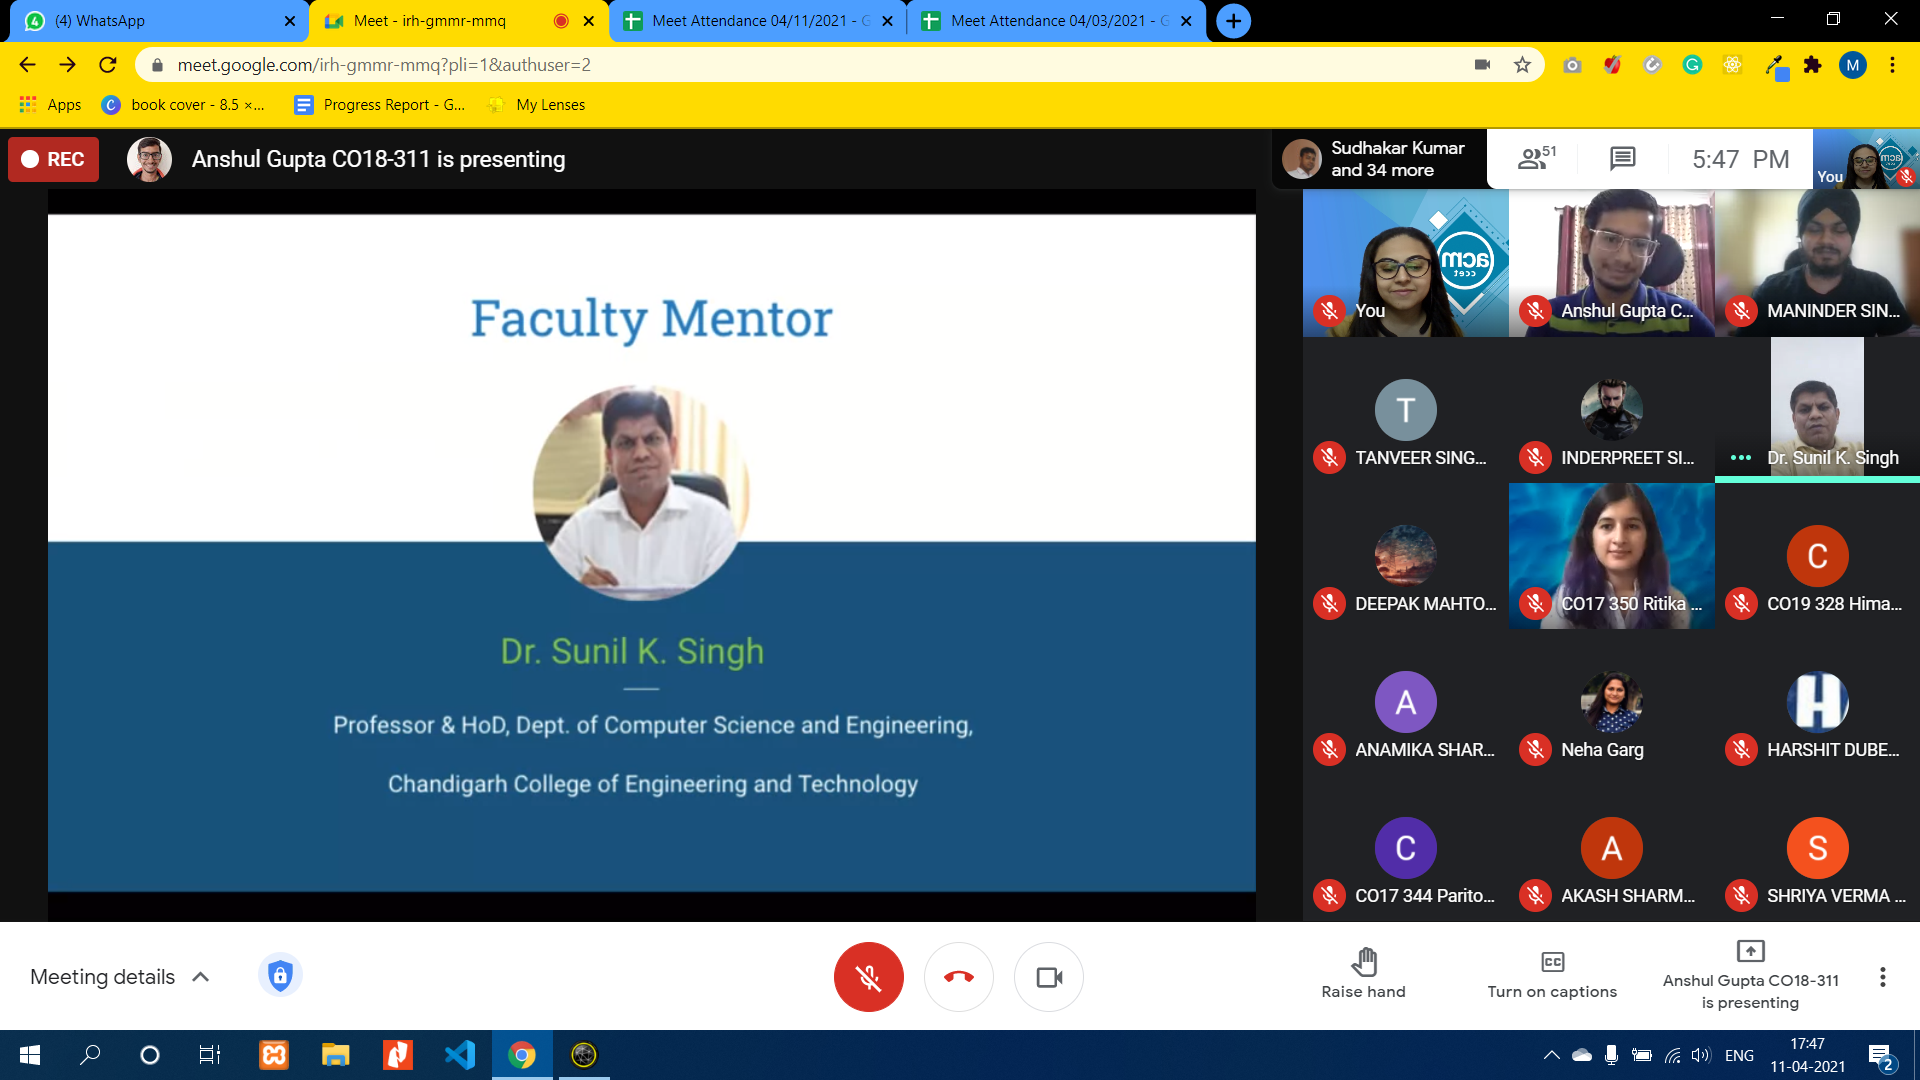 (4) WhatsApp
Meet - irh-gmmr-mmq
Meet Attendance 04/11/2021 - G
Meet Attendance 04/03/2021 - G
meet.google.com/irh-gmmr-mmq?pli=1&authuser=2
M
Apps
book cover - 8.5 ×...
Progress Report - G...
My Lenses
REC
Anshul Gupta CO18-311 is presenting
Sudhakar Kumar
and 34 more
51
5:47 PM
You
Faculty Mentor
Dr. Sunil K. Singh
Professor & HoD, Dept. of Computer Science and Engineering,
Chandigarh College of Engineering and Technology
acm
ccet
You
Anshul Gupta C...
MANINDER SIN...
T
TANVEER SING...
INDERPREET SI...
Dr. Sunil K. Singh
DEEPAK MAHTO...
CO17 350 Ritika ...
C
CO19 328 Hima...
A
ANAMIKA SHAR...
Neha Garg
H
HARSHIT DUBE...
C
CO17 344 Parito...
A
AKASH SHARM...
S
SHRIYA VERMA ...
Meeting details
Raise hand
Turn on captions
Anshul Gupta CO18-311
is presenting
ENG
17:47
11-04-2021
2